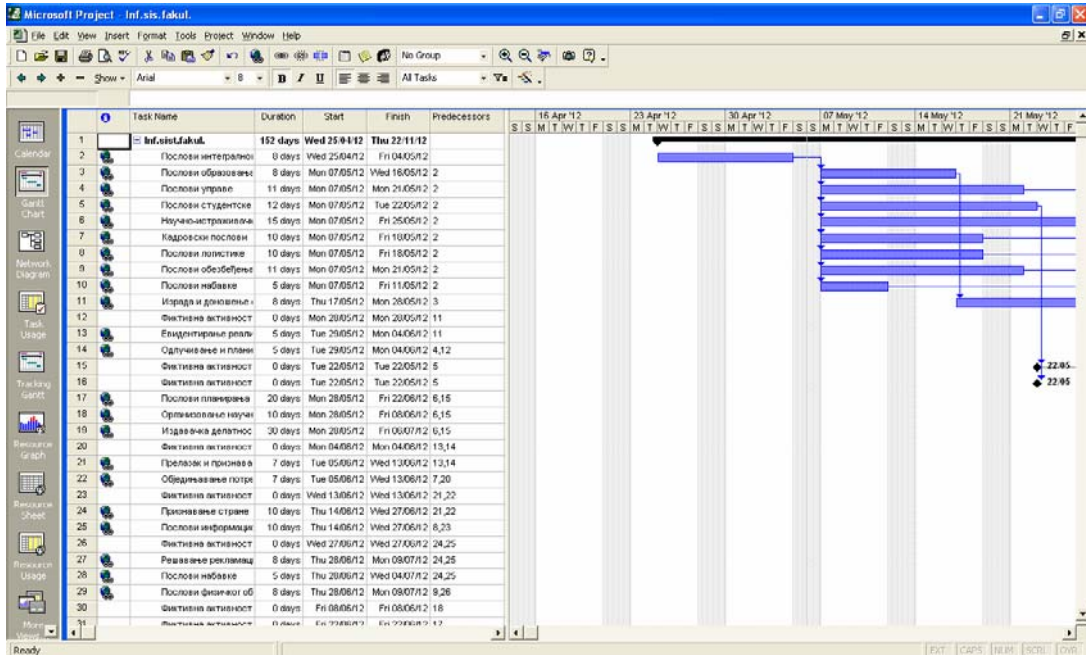 Microsoft Project - Inf.sis.fakul.
File Edit View Insert Format Tools Project Window Help
No Group
Show Arial 8 B I U All Tasks
Task Name Duration Start Finish Predecessors 16 Apr '12 23 Apr '12 30 Apr '12 07 May '12 14 May '12 21 May '12
S S M T W T F S S M T W T F S S M T W T F S S M T W T F S S M T W T F S S M T W T F
Calendar
Gantt Chart
Network Diagram
Task Usage
Tracking Gantt
Resource Graph
Resource Sheet
Resource Usage
More Views
1 Inf.sist.fakul. 152 days Wed 25/04/12 Thu 22/11/12
2 Послови интегралног 8 days Wed 25/04/12 Fri 04/05/12
3 Послови образовања 8 days Mon 07/05/12 Wed 16/05/12 2
4 Послови управе 11 days Mon 07/05/12 Mon 21/05/12 2
5 Послови студентске 12 days Mon 07/05/12 Tue 22/05/12 2
6 Научно-истраживачк 15 days Mon 07/05/12 Fri 25/05/12 2
7 Кадровски послови 10 days Mon 07/05/12 Fri 18/05/12 2
8 Послови логистике 10 days Mon 07/05/12 Fri 18/05/12 2
9 Послови обезбеђења 11 days Mon 07/05/12 Mon 21/05/12 2
10 Послови набавке 5 days Mon 07/05/12 Fri 11/05/12 2
11 Израда и доношење 8 days Thu 17/05/12 Mon 28/05/12 3
12 Фиктивна активност 0 days Mon 28/05/12 Mon 28/05/12 11
13 Евидентирање реали 5 days Tue 29/05/12 Mon 04/06/12 11
14 Одлучивање и плани 5 days Tue 29/05/12 Mon 04/06/12 4,12
15 Фиктивна активност 0 days Tue 22/05/12 Tue 22/05/12 5 22/05
16 Фиктивна активност 0 days Tue 22/05/12 Tue 22/05/12 5 22/05
17 Послови планирања 20 days Mon 28/05/12 Fri 22/06/12 6,15
18 Организовање научн 10 days Mon 28/05/12 Fri 08/06/12 6,15
19 Издавачка делатнос 30 days Mon 28/05/12 Fri 06/07/12 6,15
20 Фиктивна активност 0 days Mon 04/06/12 Mon 04/06/12 13,14
21 Прелазак и признава 7 days Tue 05/06/12 Wed 13/06/12 13,14
22 Обједињавање потре 7 days Tue 05/06/12 Wed 13/06/12 7,20
23 Фиктивна активност 0 days Wed 13/06/12 Wed 13/06/12 21,22
24 Признавање стране 10 days Thu 14/06/12 Wed 27/06/12 21,22
25 Послови информаци 10 days Thu 14/06/12 Wed 27/06/12 8,23
26 Фиктивна активност 0 days Wed 27/06/12 Wed 27/06/12 24,25
27 Решавање рекламац 8 days Thu 28/06/12 Mon 09/07/12 24,25
28 Послови набавке 5 days Thu 28/06/12 Wed 04/07/12 24,25
29 Послови физичког об 8 days Thu 28/06/12 Mon 09/07/12 9,26
30 Фиктивна активност 0 days Fri 08/06/12 Fri 08/06/12 18
31 Фиктивна активност 0 days Fri 22/06/12 Fri 22/06/12 17
Ready EXT CAPS NUM SCRL OVR